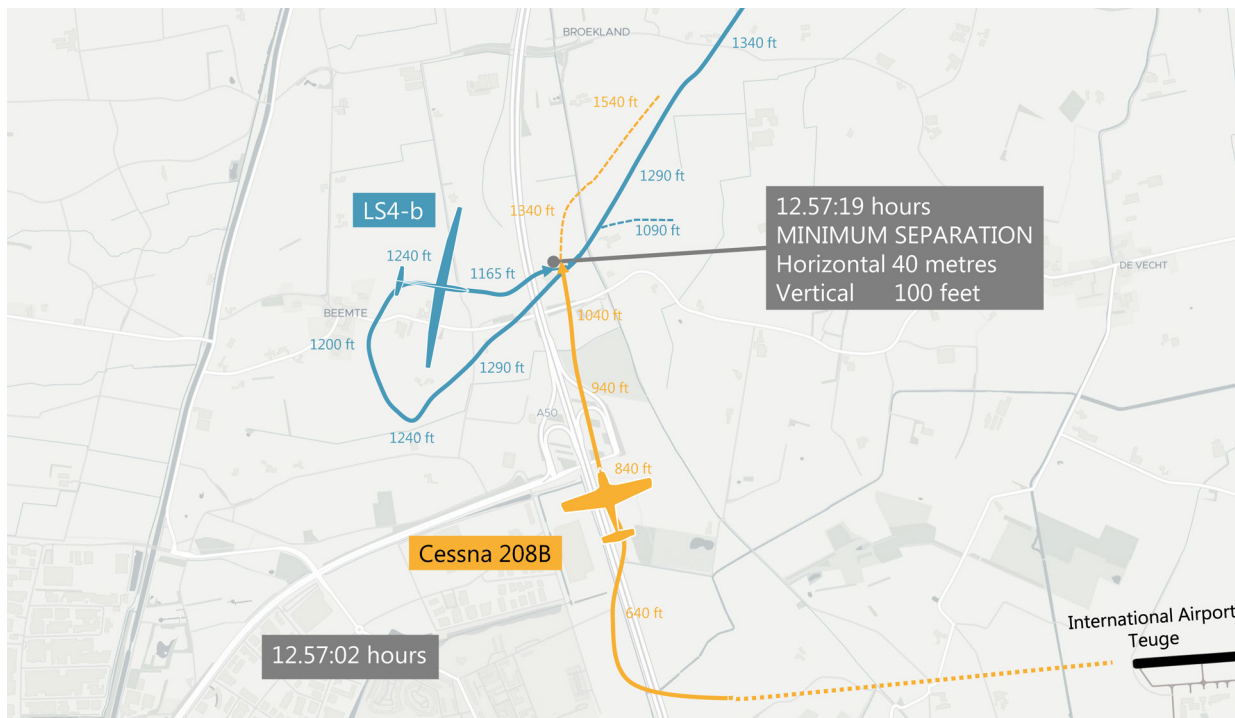 BROEKLAND
1340 ft
1540 ft
1290 ft
LS4-b
1340 ft
1090 ft
12.57:19 hours
MINIMUM SEPARATION
Horizontal 40 metres
Vertical 100 feet
1240 ft
1165 ft
DE VECHT
BEEMTE
1040 ft
1200 ft
1290 ft
940 ft
A50
1240 ft
840 ft
Cessna 208B
640 ft
12.57:02 hours
International Airport
Teuge